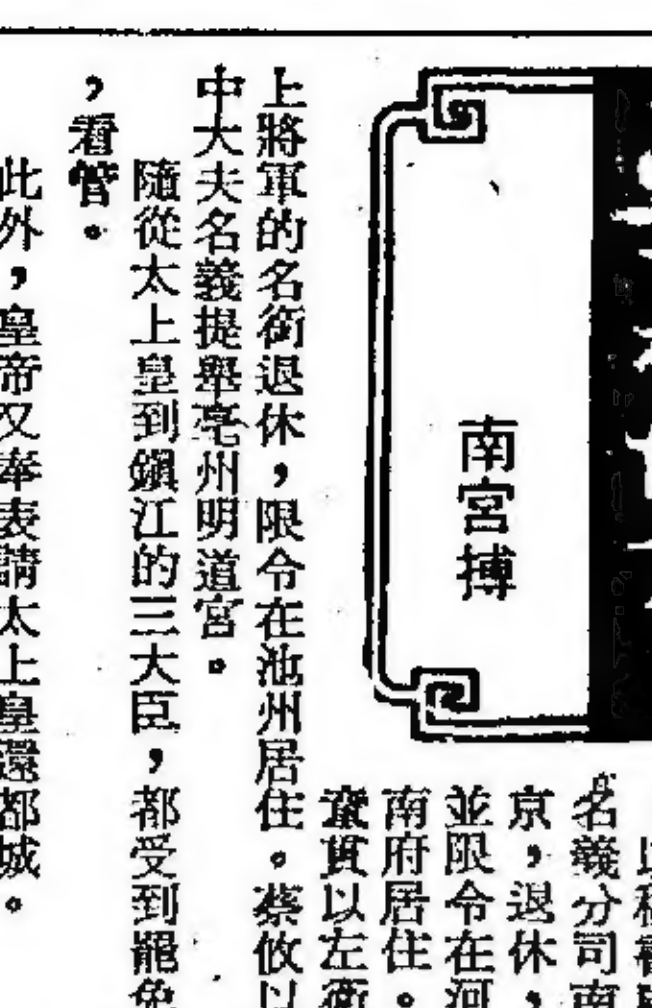 南宮搏
名義分司南
京，退休，
並限令在河
南府居住。
童貫以左衛
上將軍的名銜退休，限令在池州居住。蔡攸以
中大夫名義提舉亳州明道宮。
隨從太上皇到鎭江的三大臣，都受到罷免
，看管。
此外，皇帝又奉表請太上皇還都城。